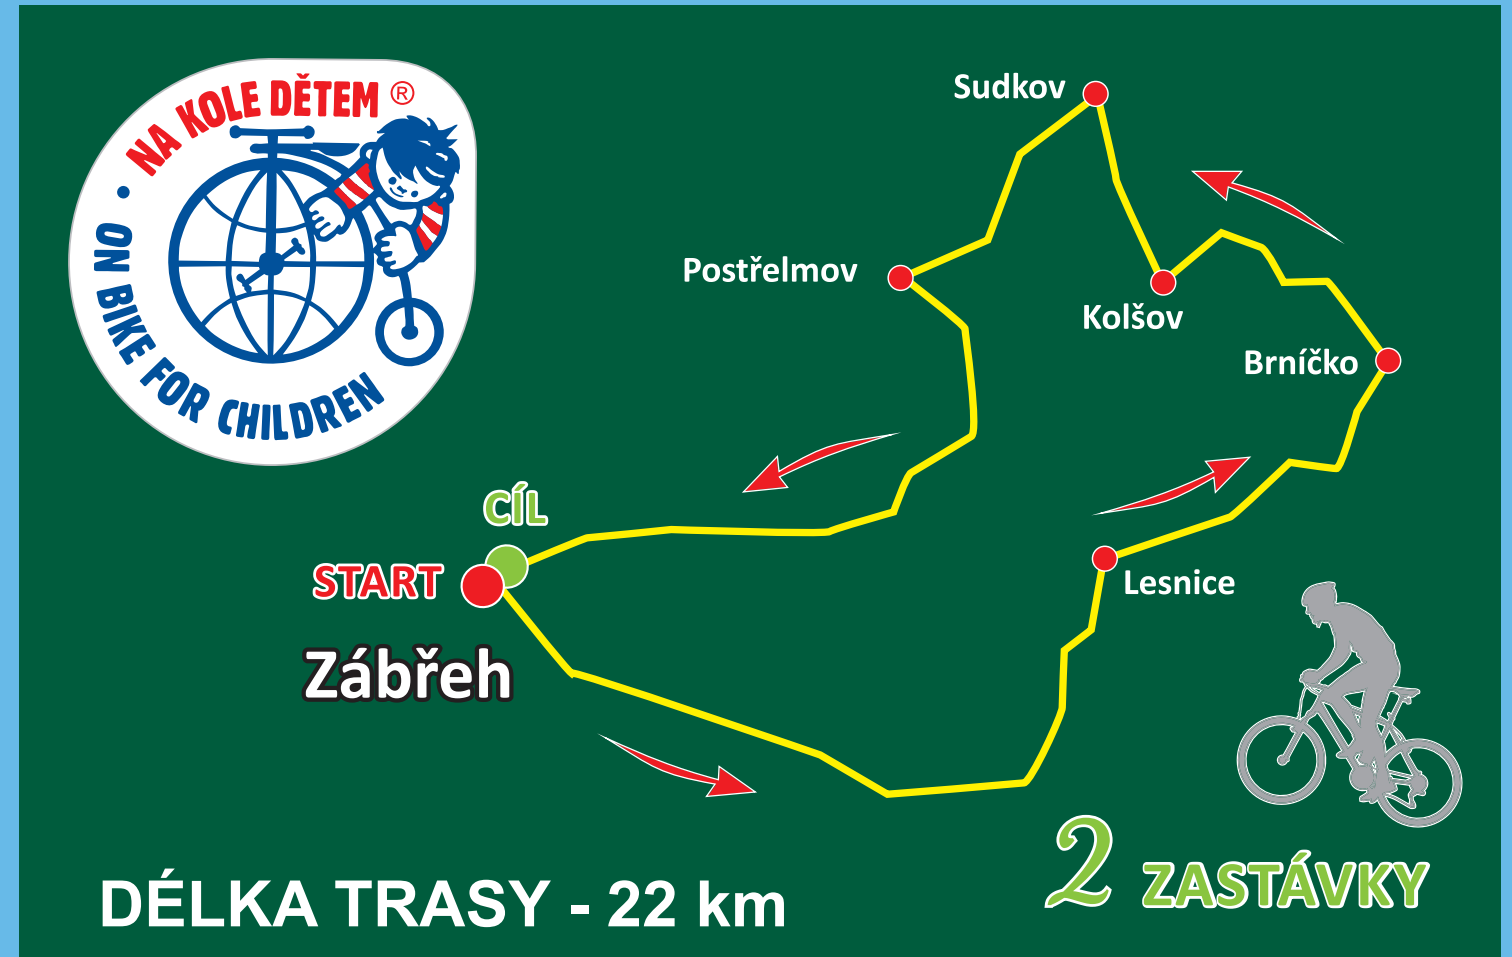 NA KOLE DĚTEM ®
• ON BIKE FOR CHILDREN
Sudkov
Postřelmov
Kolšov
Brníčko
CÍL
START
Lesnice
Zábřeh
2 ZASTÁVKY
DÉLKA TRASY - 22 km